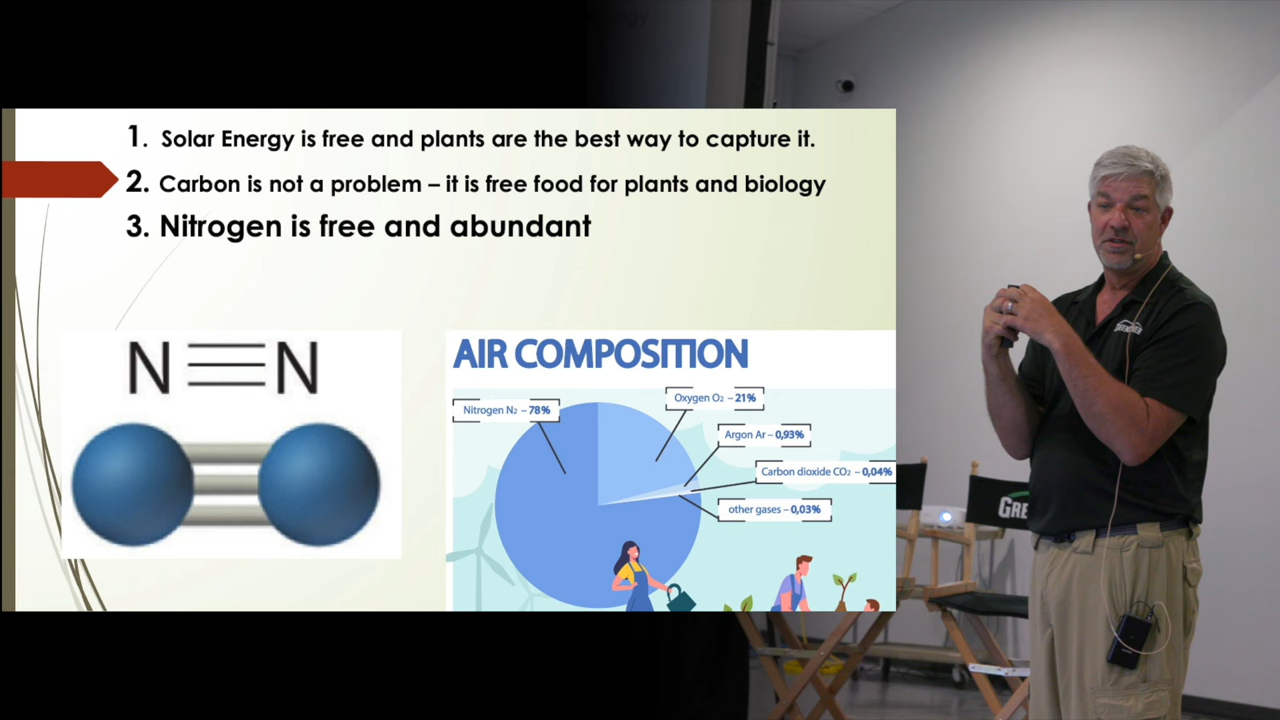 1. Solar Energy is free and plants are the best way to capture it.
2. Carbon is not a problem – it is free food for plants and biology
3. Nitrogen is free and abundant
N≡N
AIR COMPOSITION
Oxygen O₂ – 21%
Nitrogen N₂ – 78%
Argon Ar – 0,93%
Carbon dioxide CO₂ – 0,04%
other gases – 0,03%